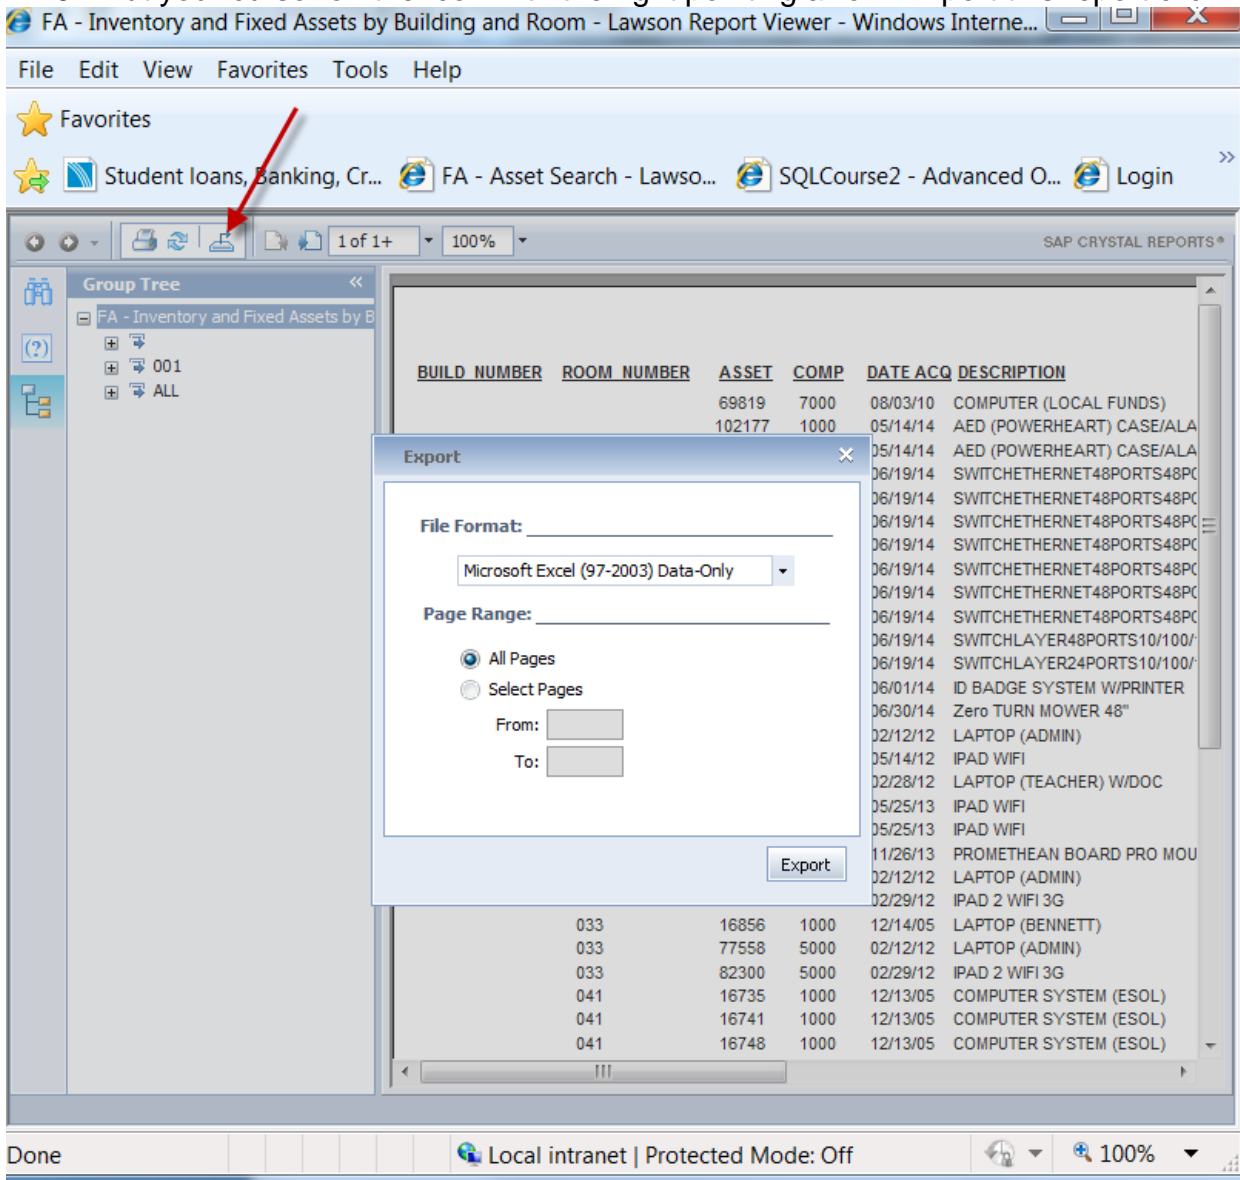 FA - Inventory and Fixed Assets by Building and Room - Lawson Report Viewer - Windows Interne...
File Edit View Favorites Tools Help
Favorites
Student loans, Banking, Cr... FA - Asset Search - Lawso... SQLCourse2 - Advanced O... Login
1 of 1+ 100% SAP CRYSTAL REPORTS®
Group Tree
FA - Inventory and Fixed Assets by B
001
ALL
BUILD NUMBER ROOM NUMBER ASSET COMP DATE ACQ DESCRIPTION
69819 7000 08/03/10 COMPUTER (LOCAL FUNDS)
102177 1000 05/14/14 AED (POWERHEART) CASE/ALA
05/14/14 AED (POWERHEART) CASE/ALA
06/19/14 SWITCHETHERNET48PORTS48PC
06/19/14 SWITCHETHERNET48PORTS48PC
06/19/14 SWITCHETHERNET48PORTS48PC
06/19/14 SWITCHETHERNET48PORTS48PC
06/19/14 SWITCHETHERNET48PORTS48PC
06/19/14 SWITCHETHERNET48PORTS48PC
06/19/14 SWITCHETHERNET48PORTS48PC
06/19/14 SWITCHLAYER48PORTS10/100/
06/19/14 SWITCHLAYER24PORTS10/100/
06/01/14 ID BADGE SYSTEM W/PRINTER
06/30/14 Zero TURN MOWER 48"
02/12/12 LAPTOP (ADMIN)
05/14/12 IPAD WIFI
02/28/12 LAPTOP (TEACHER) W/DOC
05/25/13 IPAD WIFI
05/25/13 IPAD WIFI
11/26/13 PROMETHEAN BOARD PRO MOU
02/12/12 LAPTOP (ADMIN)
02/29/12 IPAD 2 WIFI 3G
033 16856 1000 12/14/05 LAPTOP (BENNETT)
033 77558 5000 02/12/12 LAPTOP (ADMIN)
033 82300 5000 02/29/12 IPAD 2 WIFI 3G
041 16735 1000 12/13/05 COMPUTER SYSTEM (ESOL)
041 16741 1000 12/13/05 COMPUTER SYSTEM (ESOL)
041 16748 1000 12/13/05 COMPUTER SYSTEM (ESOL)
Export
File Format:
Microsoft Excel (97-2003) Data-Only
Page Range:
All Pages
Select Pages
From:
To:
Export
Done Local intranet | Protected Mode: Off 100%